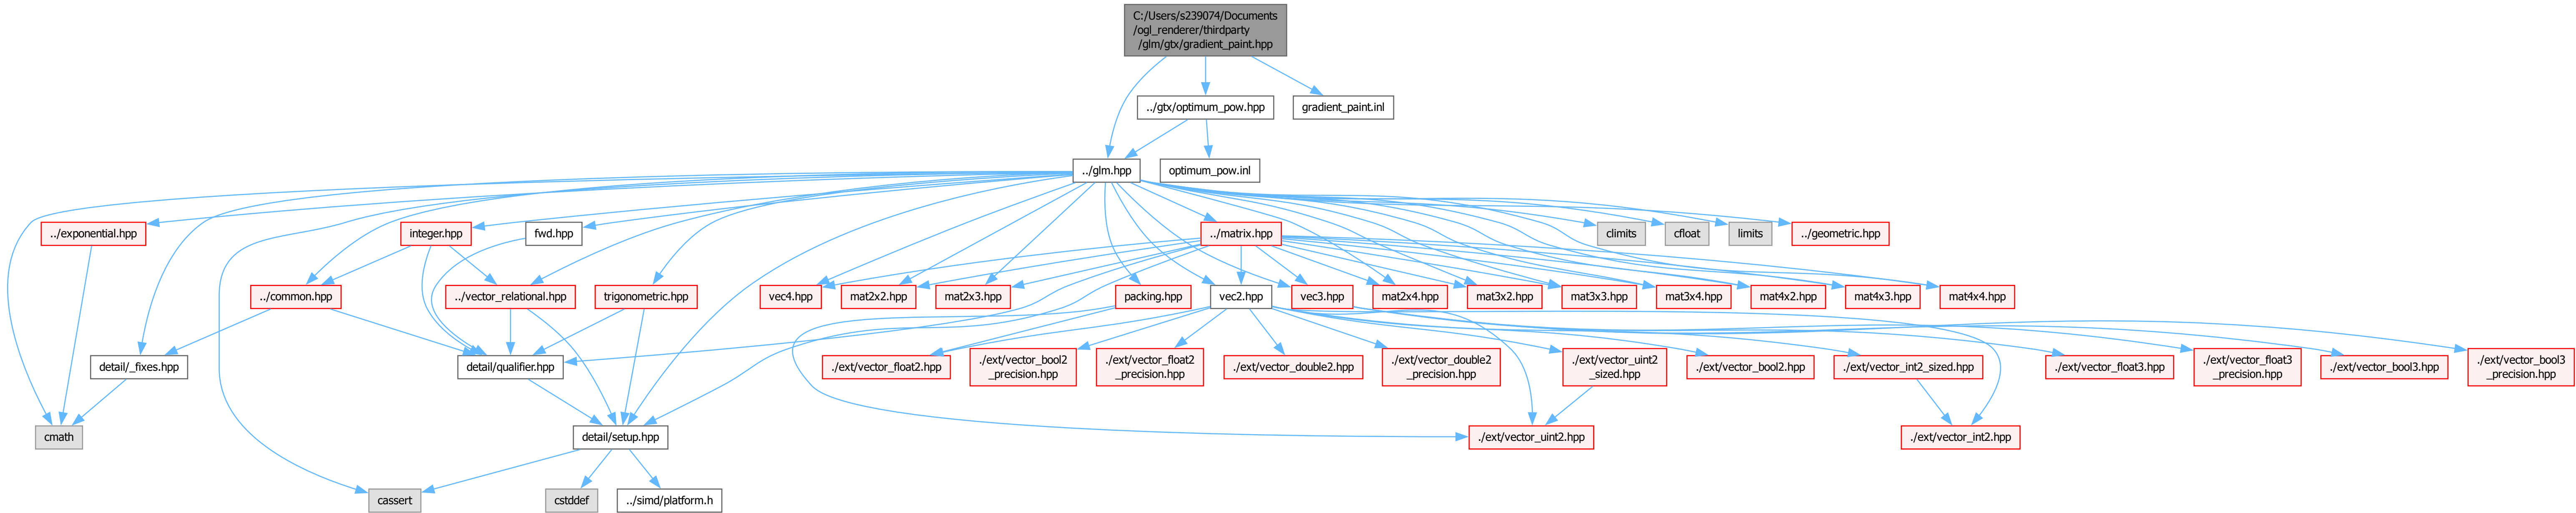 C:/Users/s239074/Documents
/ogl_renderer/thirdparty
/glm/gtx/gradient_paint.hpp
../gtx/optimum_pow.hpp
gradient_paint.inl
../glm.hpp
optimum_pow.inl
../exponential.hpp
integer.hpp
fwd.hpp
../matrix.hpp
climits
cfloat
limits
../geometric.hpp
../common.hpp
../vector_relational.hpp
trigonometric.hpp
vec4.hpp
mat2x2.hpp
mat2x3.hpp
packing.hpp
vec2.hpp
vec3.hpp
mat2x4.hpp
mat3x2.hpp
mat3x3.hpp
mat3x4.hpp
mat4x2.hpp
mat4x3.hpp
mat4x4.hpp
detail/_fixes.hpp
detail/qualifier.hpp
./ext/vector_float2.hpp
./ext/vector_bool2
_precision.hpp
./ext/vector_float2
_precision.hpp
./ext/vector_double2.hpp
./ext/vector_double2
_precision.hpp
./ext/vector_uint2
_sized.hpp
./ext/vector_bool2.hpp
./ext/vector_int2_sized.hpp
./ext/vector_float3.hpp
./ext/vector_float3
_precision.hpp
./ext/vector_bool3.hpp
./ext/vector_bool3
_precision.hpp
cmath
detail/setup.hpp
./ext/vector_uint2.hpp
./ext/vector_int2.hpp
cassert
cstddef
../simd/platform.h